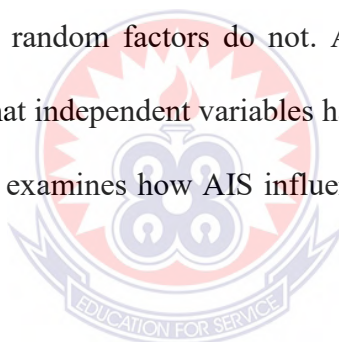 random factors do not. A
hat independent variables h
examines how AIS influe
EDUCATION FOR SERVICE